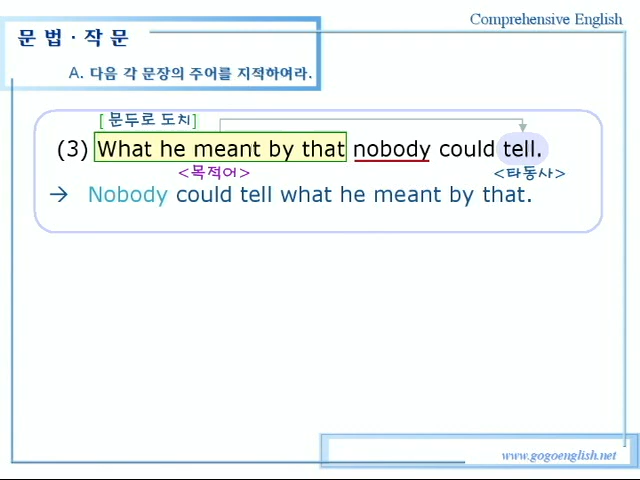 Comprehensive English
문 법 · 작 문
A. 다음 각 문장의 주어를 지적하여라.
[ 문두로 도치]
(3) What he meant by that nobody could tell.
<목적어> <타동사>
→ Nobody could tell what he meant by that.
www.gogoenglish.net